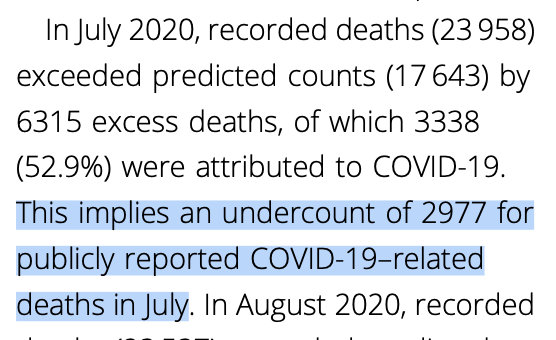 In July 2020, recorded deaths (23 958)
exceeded predicted counts (17 643) by
6315 excess deaths, of which 3338
(52.9%) were attributed to COVID-19.
This implies an undercount of 2977 for
publicly reported COVID-19–related
deaths in July. In August 2020, recorded